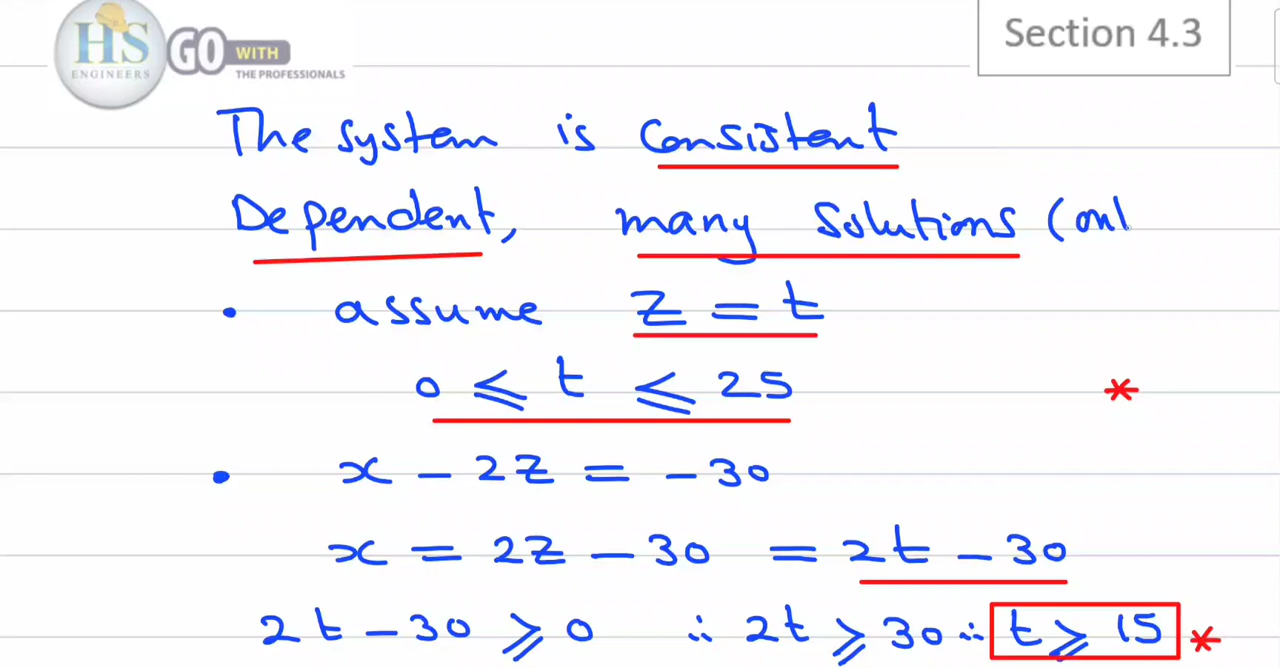 HS
ENGINEERS
GO WITH
THE PROFESSIONALS
Section 4.3
The system is Consistent
Dependent, many solutions (onl
• assume z = t
0 ⩽ t ⩽ 25 *
• x - 2z = -30
x = 2z - 30 = 2t - 30
2t - 30 ⩾ 0 ∴ 2t ⩾ 30 ∴ t ⩾ 15 *